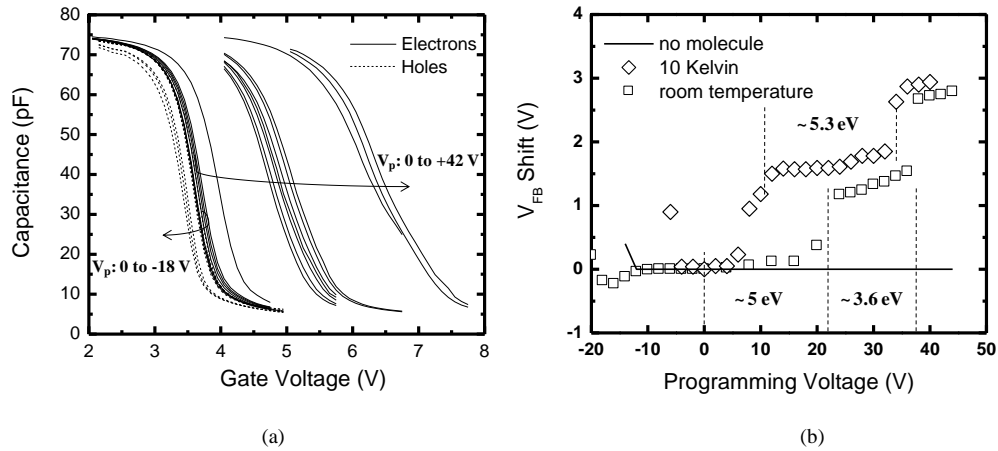 (a)
80
70
60
50
40
30
20
10
0
Capacitance (pF)
Electrons
Holes
Vp: 0 to +42 V
Vp: 0 to -18 V
2 3 4 5 6 7 8
Gate Voltage (V)
(a)
(b)
4
3
2
1
0
-1
VFB Shift (V)
no molecule
10 Kelvin
room temperature
~ 5.3 eV
~ 5 eV
~ 3.6 eV
-20 -10 0 10 20 30 40 50
Programming Voltage (V)
(b)